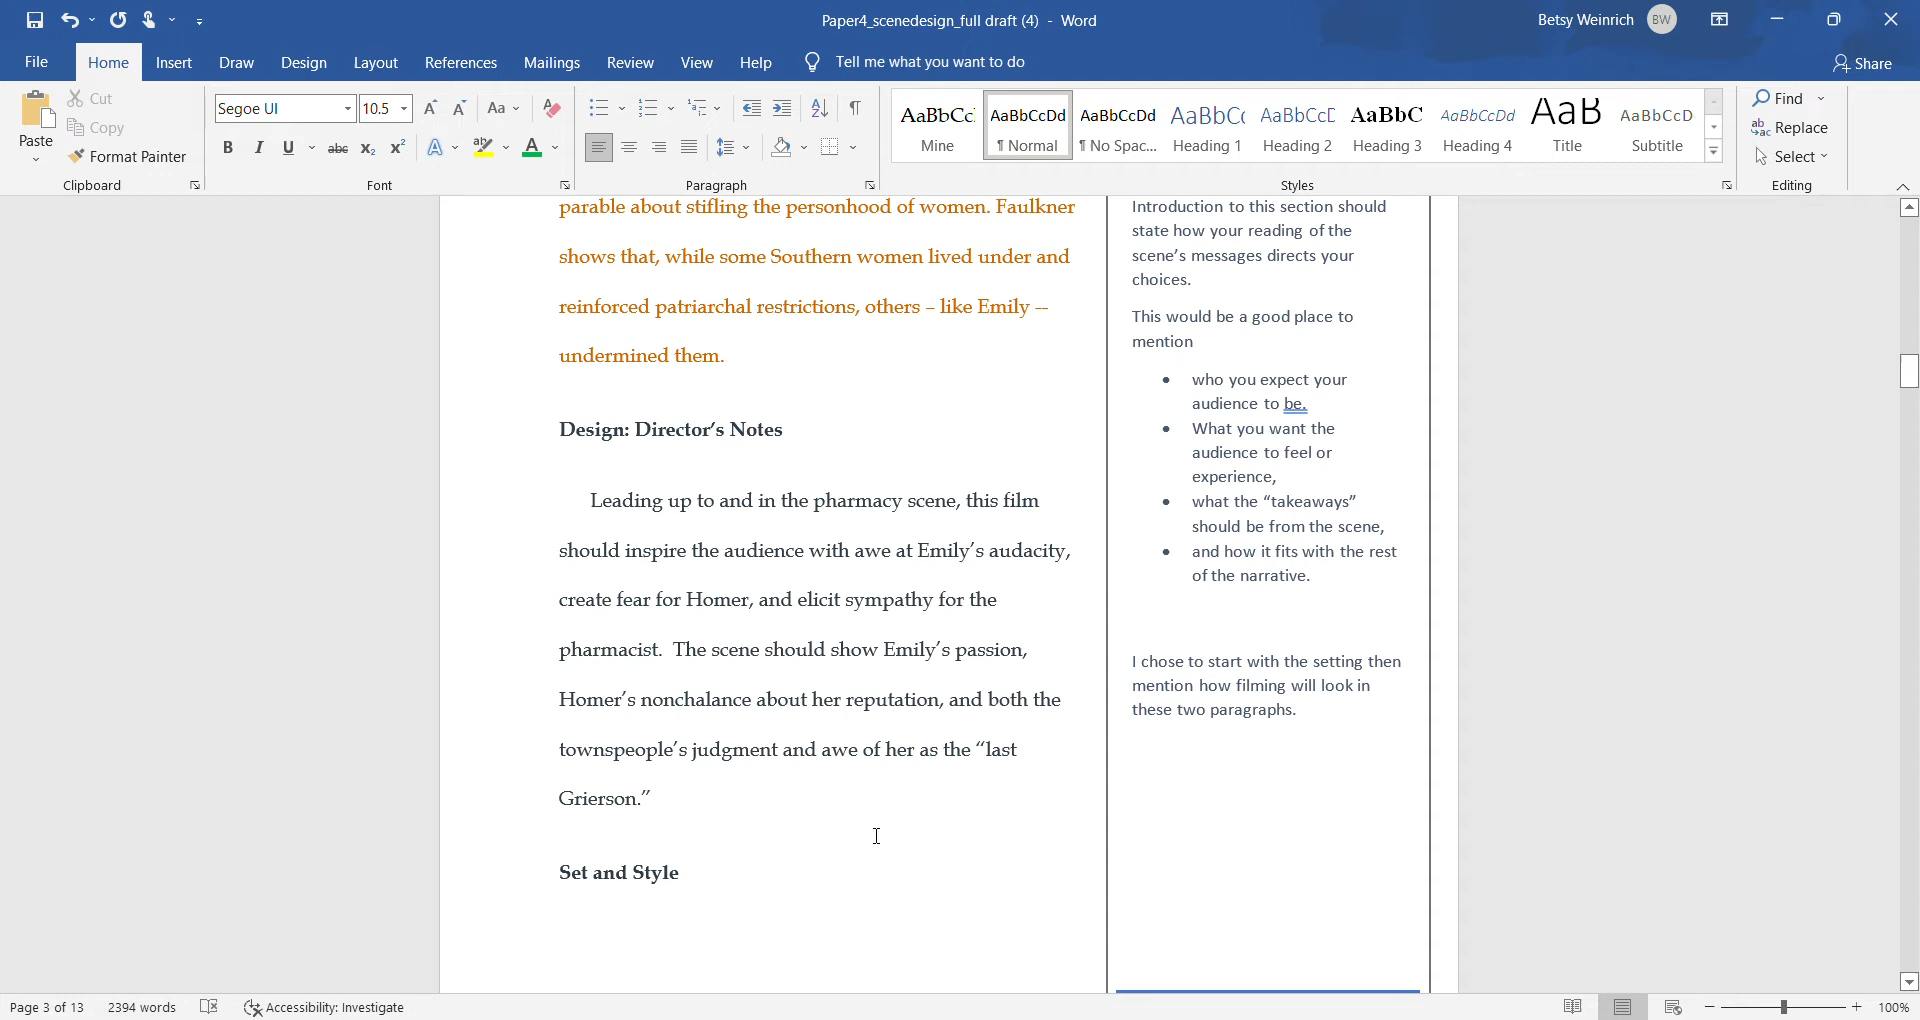 Paper4_scenedesign_full draft (4) - Word
Betsy Weinrich BW
File Home Insert Draw Design Layout References Mailings Review View Help Tell me what you want to do Share
Paste
Cut
Copy
Format Painter
Clipboard
Segoe UI 10.5 Aa
B I U abc x₂ x² A ab A
Font
Paragraph
AaBbCc AaBbCcDd AaBbCcDd AaBbCc AaBbCcC AaBbC AaBbCcDd AaB AaBbCcD
Mine ¶ Normal ¶ No Spac... Heading 1 Heading 2 Heading 3 Heading 4 Title Subtitle
Styles
Find
Replace
Select
Editing
parable about stifling the personhood of women. Faulkner
shows that, while some Southern women lived under and
reinforced patriarchal restrictions, others – like Emily --
undermined them.
Design: Director’s Notes
Leading up to and in the pharmacy scene, this film
should inspire the audience with awe at Emily’s audacity,
create fear for Homer, and elicit sympathy for the
pharmacist.  The scene should show Emily’s passion,
Homer’s nonchalance about her reputation, and both the
townspeople’s judgment and awe of her as the “last
Grierson.”
Set and Style
Introduction to this section should
state how your reading of the
scene’s messages directs your
choices.
This would be a good place to
mention
• who you expect your
audience to be.
• What you want the
audience to feel or
experience,
• what the “takeaways”
should be from the scene,
• and how it fits with the rest
of the narrative.
I chose to start with the setting then
mention how filming will look in
these two paragraphs.
Page 3 of 13 2394 words Accessibility: Investigate 100%